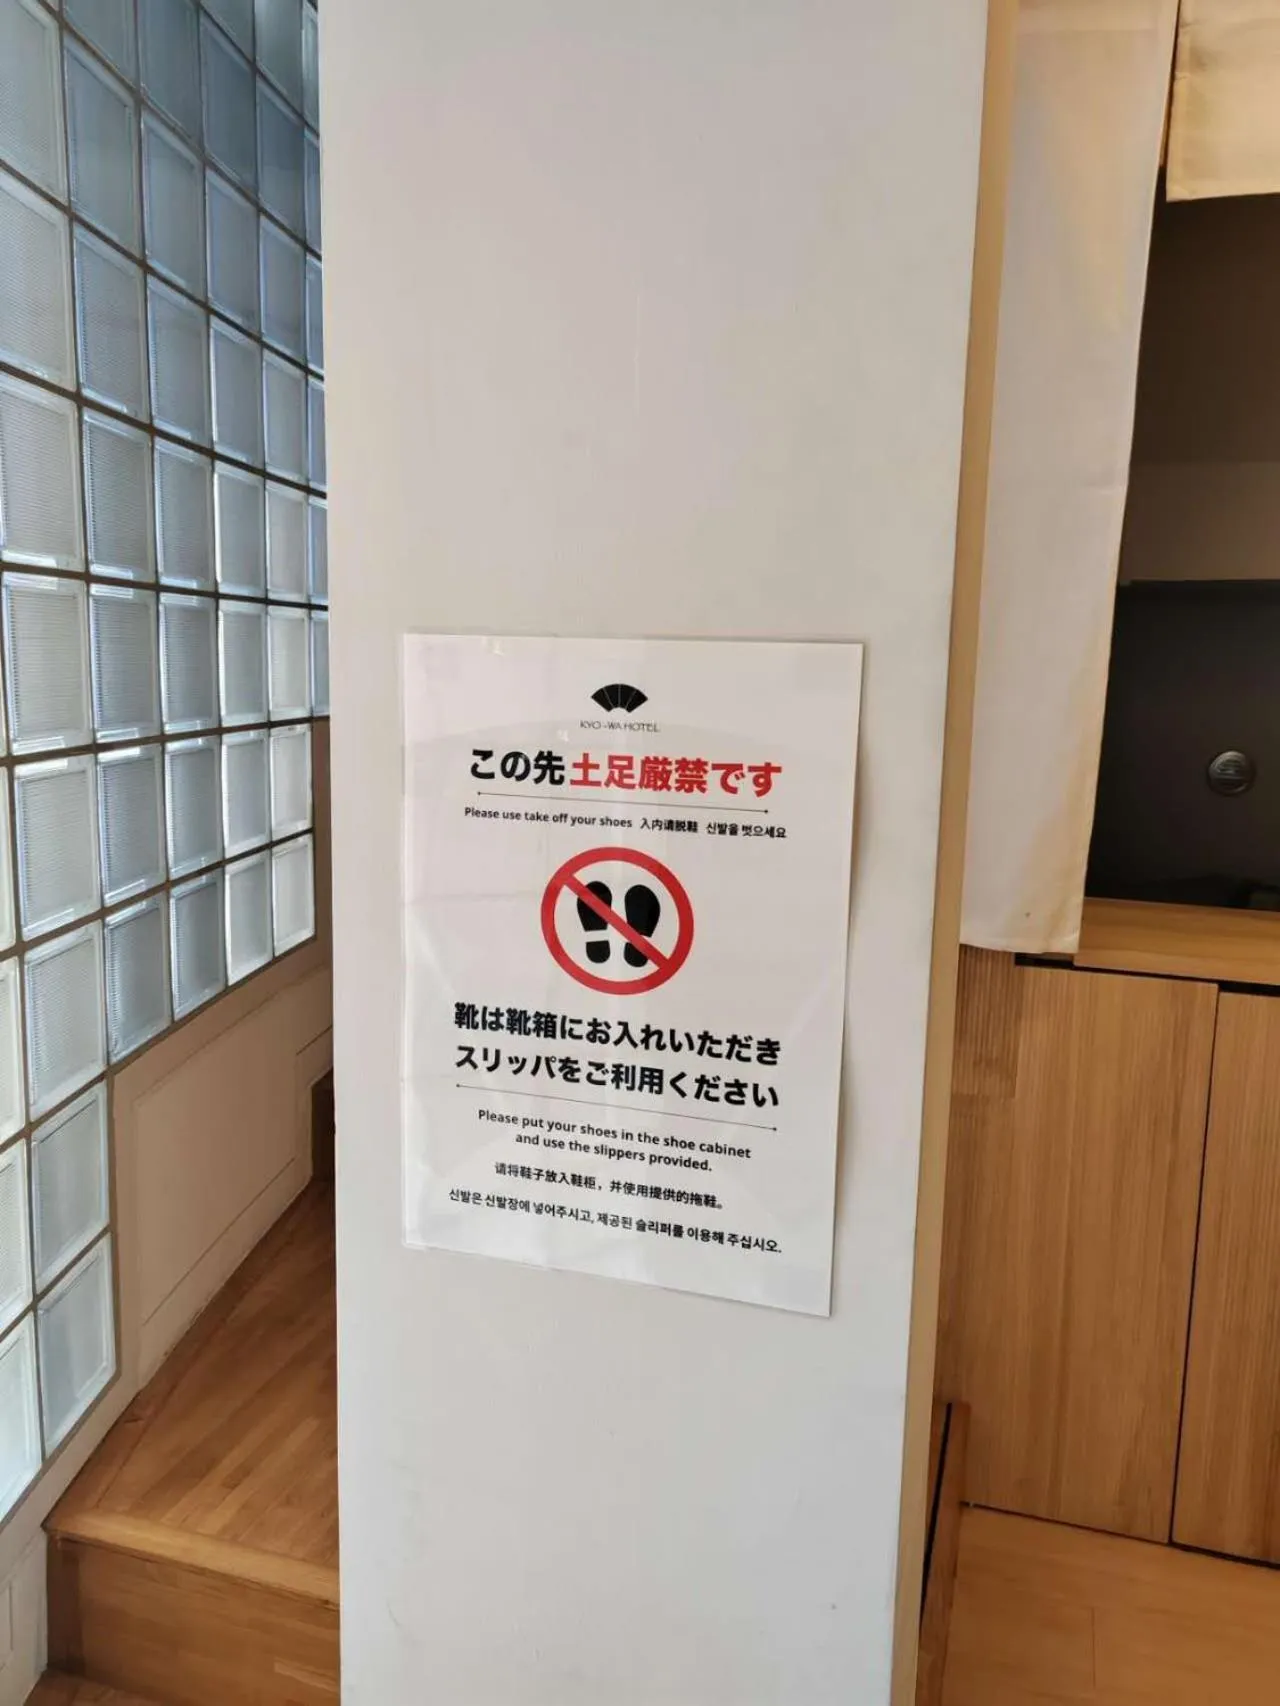 KYO-WA HOTEL
この先土足厳禁です
Please use take off your shoes 入内请脱鞋 신발을 벗으세요
靴は靴箱にお入れいただき
スリッパをご利用ください
Please put your shoes in the shoe cabinet
and use the slippers provided.
请将鞋子放入鞋柜，并使用提供的拖鞋。
신발은 신발장에 넣어주시고, 제공된 슬리퍼를 이용해 주십시오.